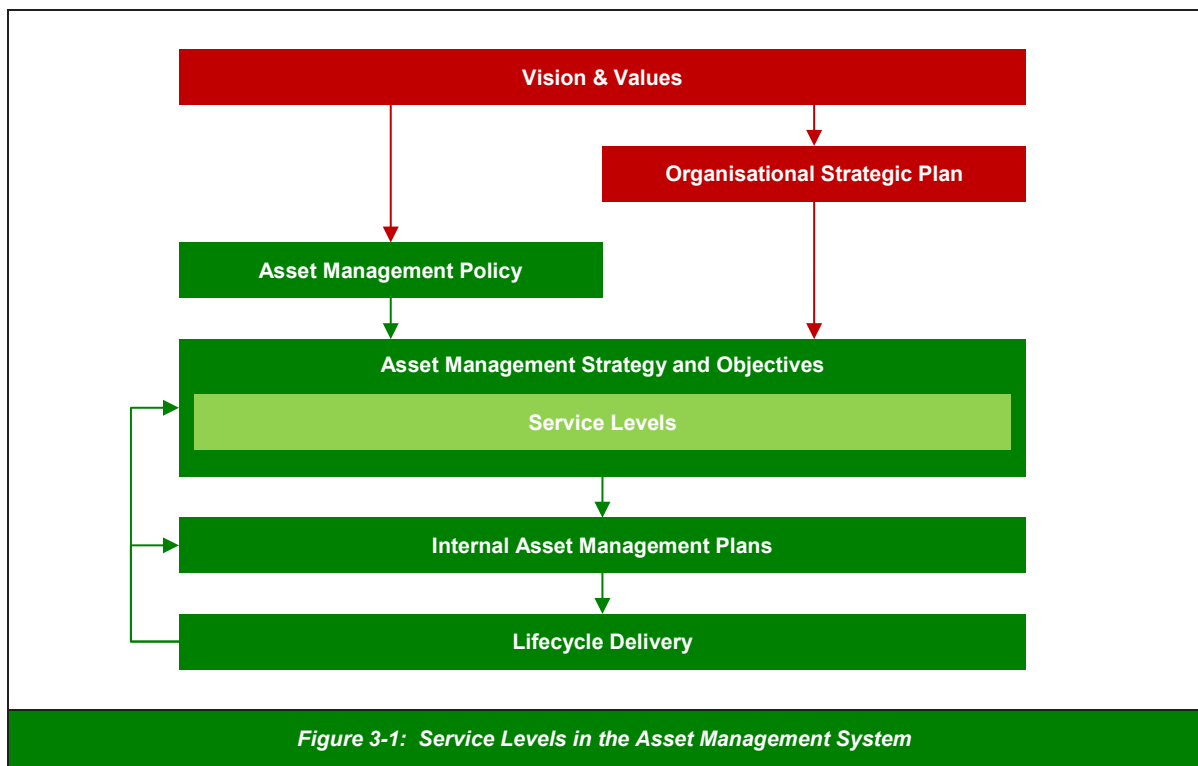 Vision & Values
Organisational Strategic Plan
Asset Management Policy
Asset Management Strategy and Objectives
Service Levels
Internal Asset Management Plans
Lifecycle Delivery
Figure 3-1: Service Levels in the Asset Management System